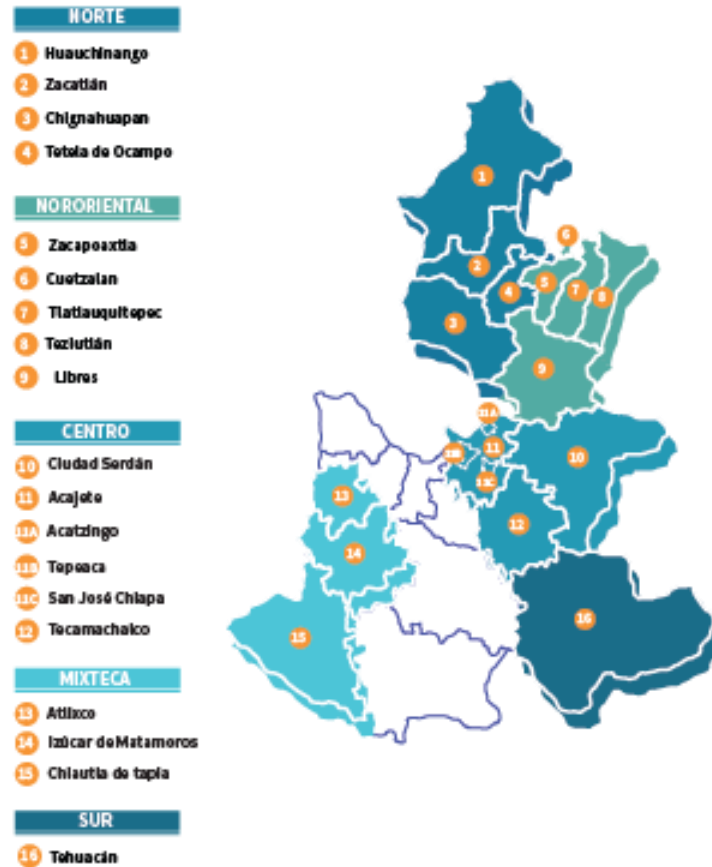 NORTE
1 Huauchinango
2 Zacatlán
3 Chignahuapan
4 Tetela de Ocampo
NORORIENTAL
5 Zacapoaxtla
6 Cuetzalan
7 Tlatlauquitepec
8 Teziutlán
9 Libres
CENTRO
10 Ciudad Serdán
11 Acajete
11A Acatzingo
11B Tepeaca
11C San José Chiapa
12 Tecamachalco
MIXTECA
13 Atlixco
14 Izúcar de Matamoros
15 Chiautla de tapia
SUR
16 Tehuacán
1
6
2
5
4
7
8
3
9
11A
11
11B
10
11C
13
12
14
16
15